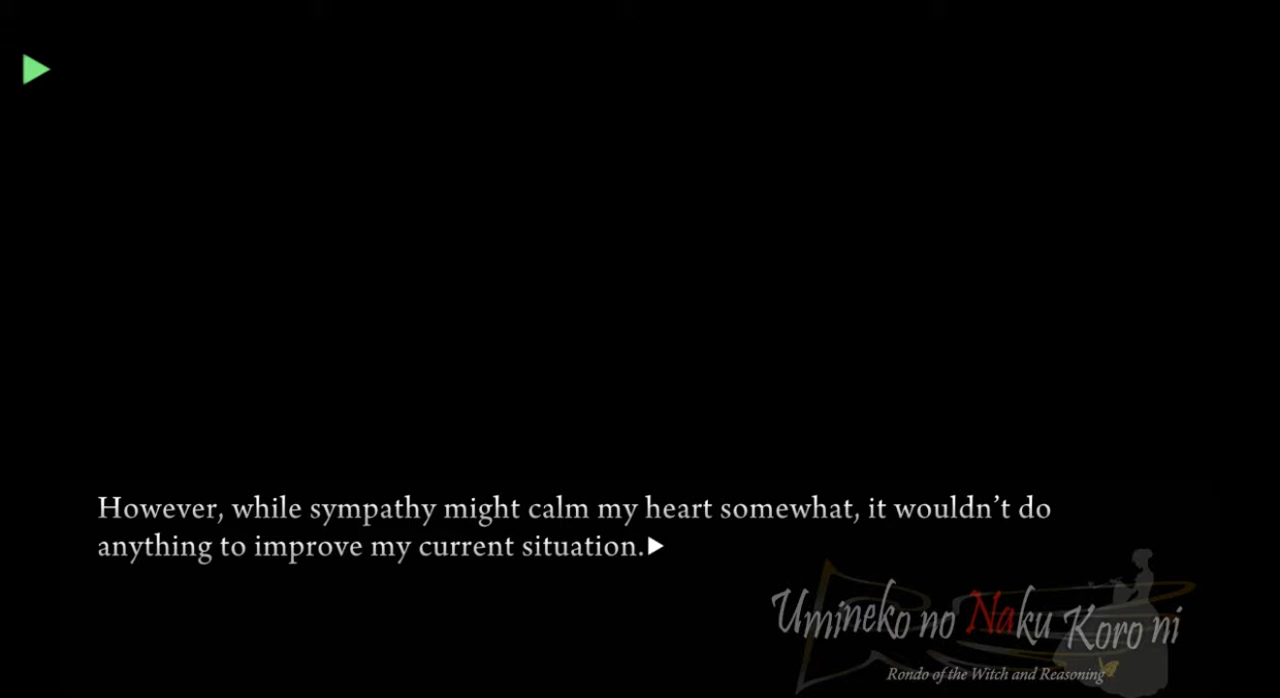 However, while sympathy might calm my heart somewhat, it wouldn’t do
anything to improve my current situation.
Umineko no Naku Koro ni
Rondo of the Witch and Reasoning